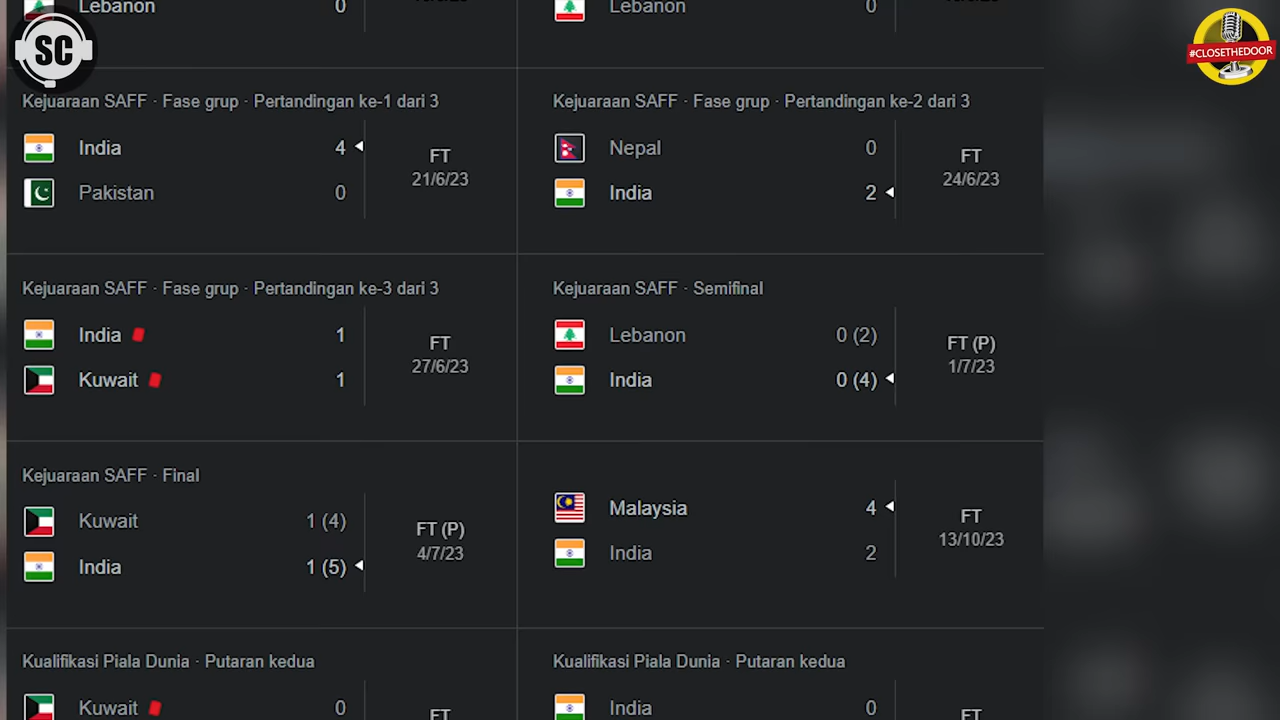 Lebanon 0
Lebanon 0
SC
#CLOSETHEDOOR
Kejuaraan SAFF · Fase grup · Pertandingan ke-1 dari 3
India 4
Pakistan 0
FT
21/6/23
Kejuaraan SAFF · Fase grup · Pertandingan ke-2 dari 3
Nepal 0
India 2
FT
24/6/23
Kejuaraan SAFF · Fase grup · Pertandingan ke-3 dari 3
India 1
Kuwait 1
FT
27/6/23
Kejuaraan SAFF · Semifinal
Lebanon 0 (2)
India 0 (4)
FT (P)
1/7/23
Kejuaraan SAFF · Final
Kuwait 1 (4)
India 1 (5)
FT (P)
4/7/23
Malaysia 4
India 2
FT
13/10/23
Kualifikasi Piala Dunia · Putaran kedua
Kuwait 0
FT
Kualifikasi Piala Dunia · Putaran kedua
India 0
FT